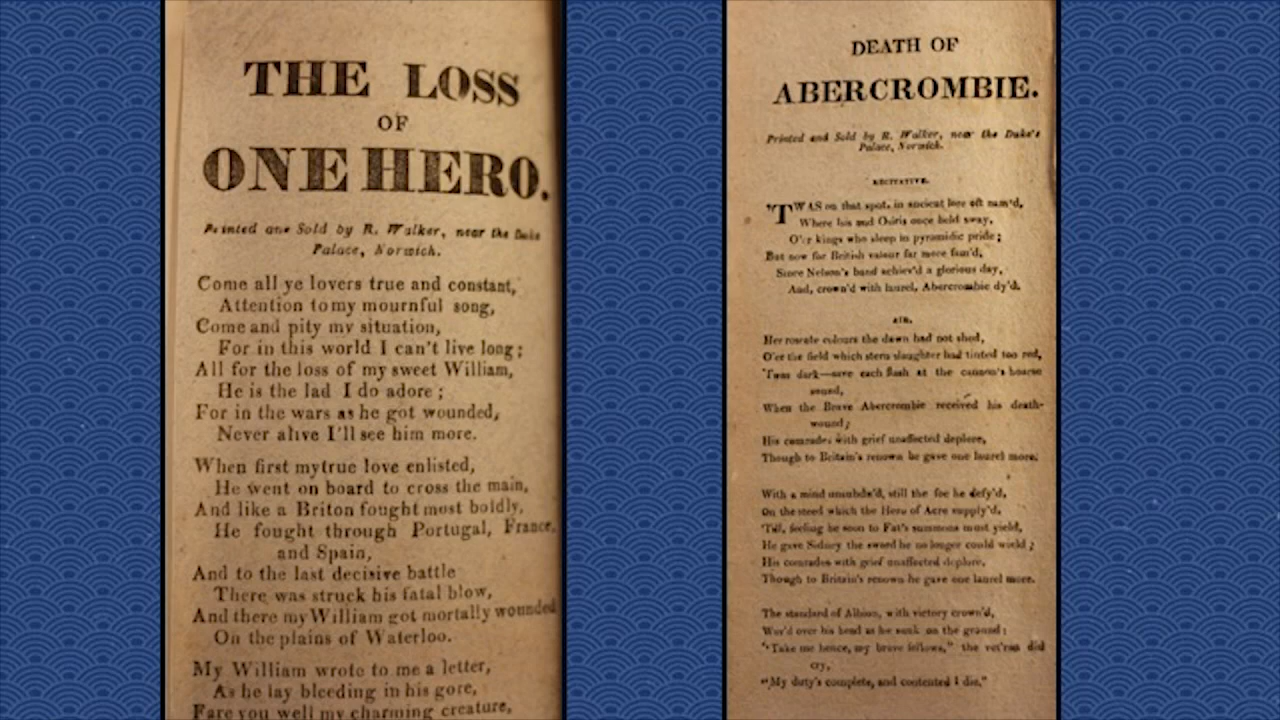 THE LOSS
OF
ONE HERO.
Printed and Sold by R. Walker, near the Duke
Palace, Norwich.
Come all ye lovers true and constant,
Attention to my mournful song,
Come and pity my situation,
For in this world I can't live long;
All for the loss of my sweet William,
He is the lad I do adore;
For in the wars as he got wounded,
Never alive I'll see him more.
When first mytrue love enlisted,
He went on board to cross the main,
And like a Briton fought most boldly,
He fought through Portugal, France,
and Spain,
And to the last decisive battle
There was struck his fatal blow,
And there my William got mortally wounded
On the plains of Waterloo.
My William wrote to me a letter,
As he lay bleeding in his gore,
Fare you well my charming creature,
DEATH OF
ABERCROMBIE.
Printed and Sold by R. Walker, near the Duke's
Palace, Norwich.
RECITATIVE.
'TWAS on that spot, in ancient lore oft nam'd,
Where Isis and Osiris once held sway,
O'er kings who sleep in pyramidic pride;
But now for British valour far more fam'd,
Since Nelson's band achiev'd a glorious day,
And, crown'd with laurel, Abercrombie dy'd.
AIR.
Her roseate colours the dawn had not shed,
O'er the field which stern slaughter had tinted too red,
'Twas dark—save each flash at the cannon's hoarse
sound,
When the Brave Abercrombie received his death-
wound;
His comrades with grief unaffected deplore,
Though to Britain's renown he gave one laurel more.
With a mind unsubdu'd, still the foe he defy'd,
On the steed which the Hero of Acre supply'd.
'Till, feeling he soon to Fat's summons must yield,
He gave Sidney the sword he no longer could wield;
His comrades with grief unaffected deplore,
Though to Britain's renown he gave one laurel more.
The standard of Albion, with victory crown'd,
Wav'd over his head as he sunk on the ground;
"Take me hence, my brave fellows," the vet'ran did
cry,
"My duty's complete, and contented I die."